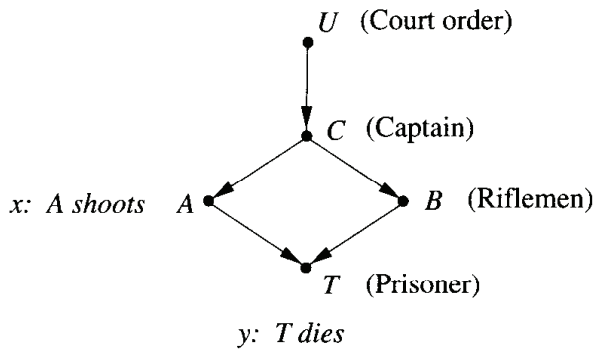 U (Court order)
C (Captain)
x: A shoots A B (Riflemen)
T (Prisoner)
y: T dies